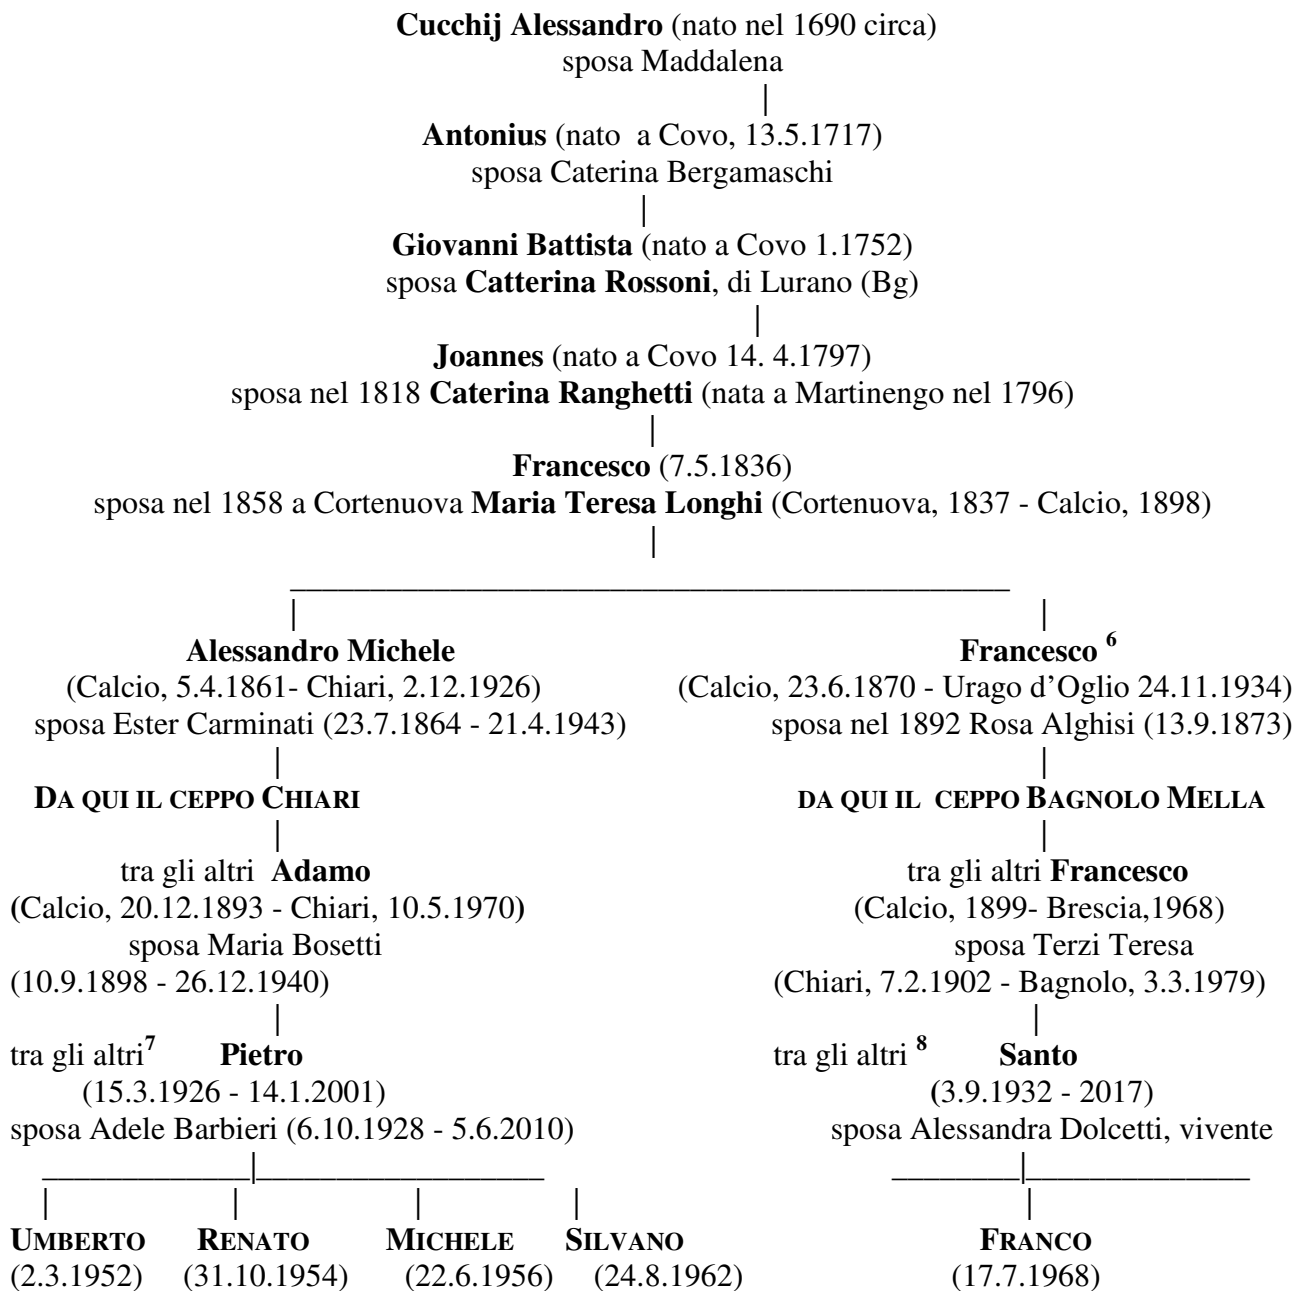 Cucchij Alessandro (nato nel 1690 circa)
sposa Maddalena
|
Antonius (nato a Covo, 13.5.1717)
sposa Caterina Bergamaschi
|
Giovanni Battista (nato a Covo 1.1752)
sposa Catterina Rossoni, di Lurano (Bg)
|
Joannes (nato a Covo 14. 4.1797)
sposa nel 1818 Caterina Ranghetti (nata a Martinengo nel 1796)
|
Francesco (7.5.1836)
sposa nel 1858 a Cortenuova Maria Teresa Longhi (Cortenuova, 1837 - Calcio, 1898)
|
_____________________________________________
| |
Alessandro Michele Francesco 6
(Calcio, 5.4.1861- Chiari, 2.12.1926) (Calcio, 23.6.1870 - Urago d’Oglio 24.11.1934)
sposa Ester Carminati (23.7.1864 - 21.4.1943) sposa nel 1892 Rosa Alghisi (13.9.1873)
| |
DA QUI IL CEPPO CHIARI DA QUI IL CEPPO BAGNOLO MELLA
| |
tra gli altri Adamo tra gli altri Francesco
(Calcio, 20.12.1893 - Chiari, 10.5.1970) (Calcio, 1899- Brescia,1968)
sposa Maria Bosetti sposa Terzi Teresa
(10.9.1898 - 26.12.1940) (Chiari, 7.2.1902 - Bagnolo, 3.3.1979)
| |
tra gli altri7 Pietro tra gli altri 8 Santo
(15.3.1926 - 14.1.2001) (3.9.1932 - 2017)
sposa Adele Barbieri (6.10.1928 - 5.6.2010) sposa Alessandra Dolcetti, vivente
_____________|__________________ ________|______________
| | | | |
UMBERTO RENATO MICHELE SILVANO FRANCO
(2.3.1952) (31.10.1954) (22.6.1956) (24.8.1962) (17.7.1968)